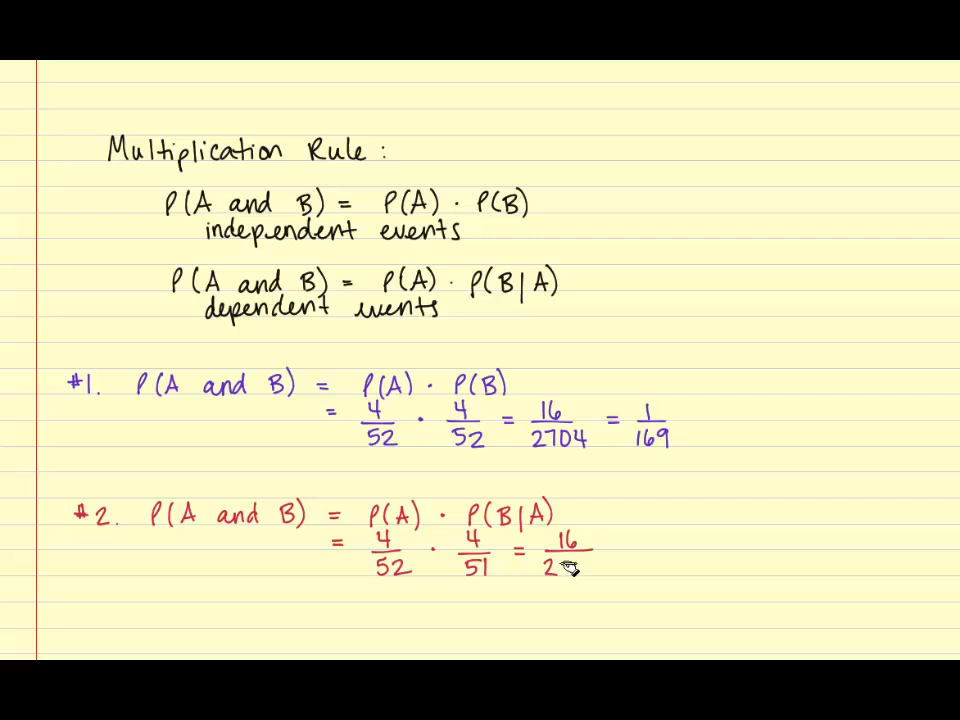 Multiplication Rule:
P(A and B) = P(A) · P(B)
independent events
P(A and B) = P(A) · P(B|A)
dependent events
#1. P(A and B) = P(A) · P(B)
= 4/52 · 4/52 = 16/2704 = 1/169
#2. P(A and B) = P(A) · P(B|A)
= 4/52 · 4/51 = 16/2